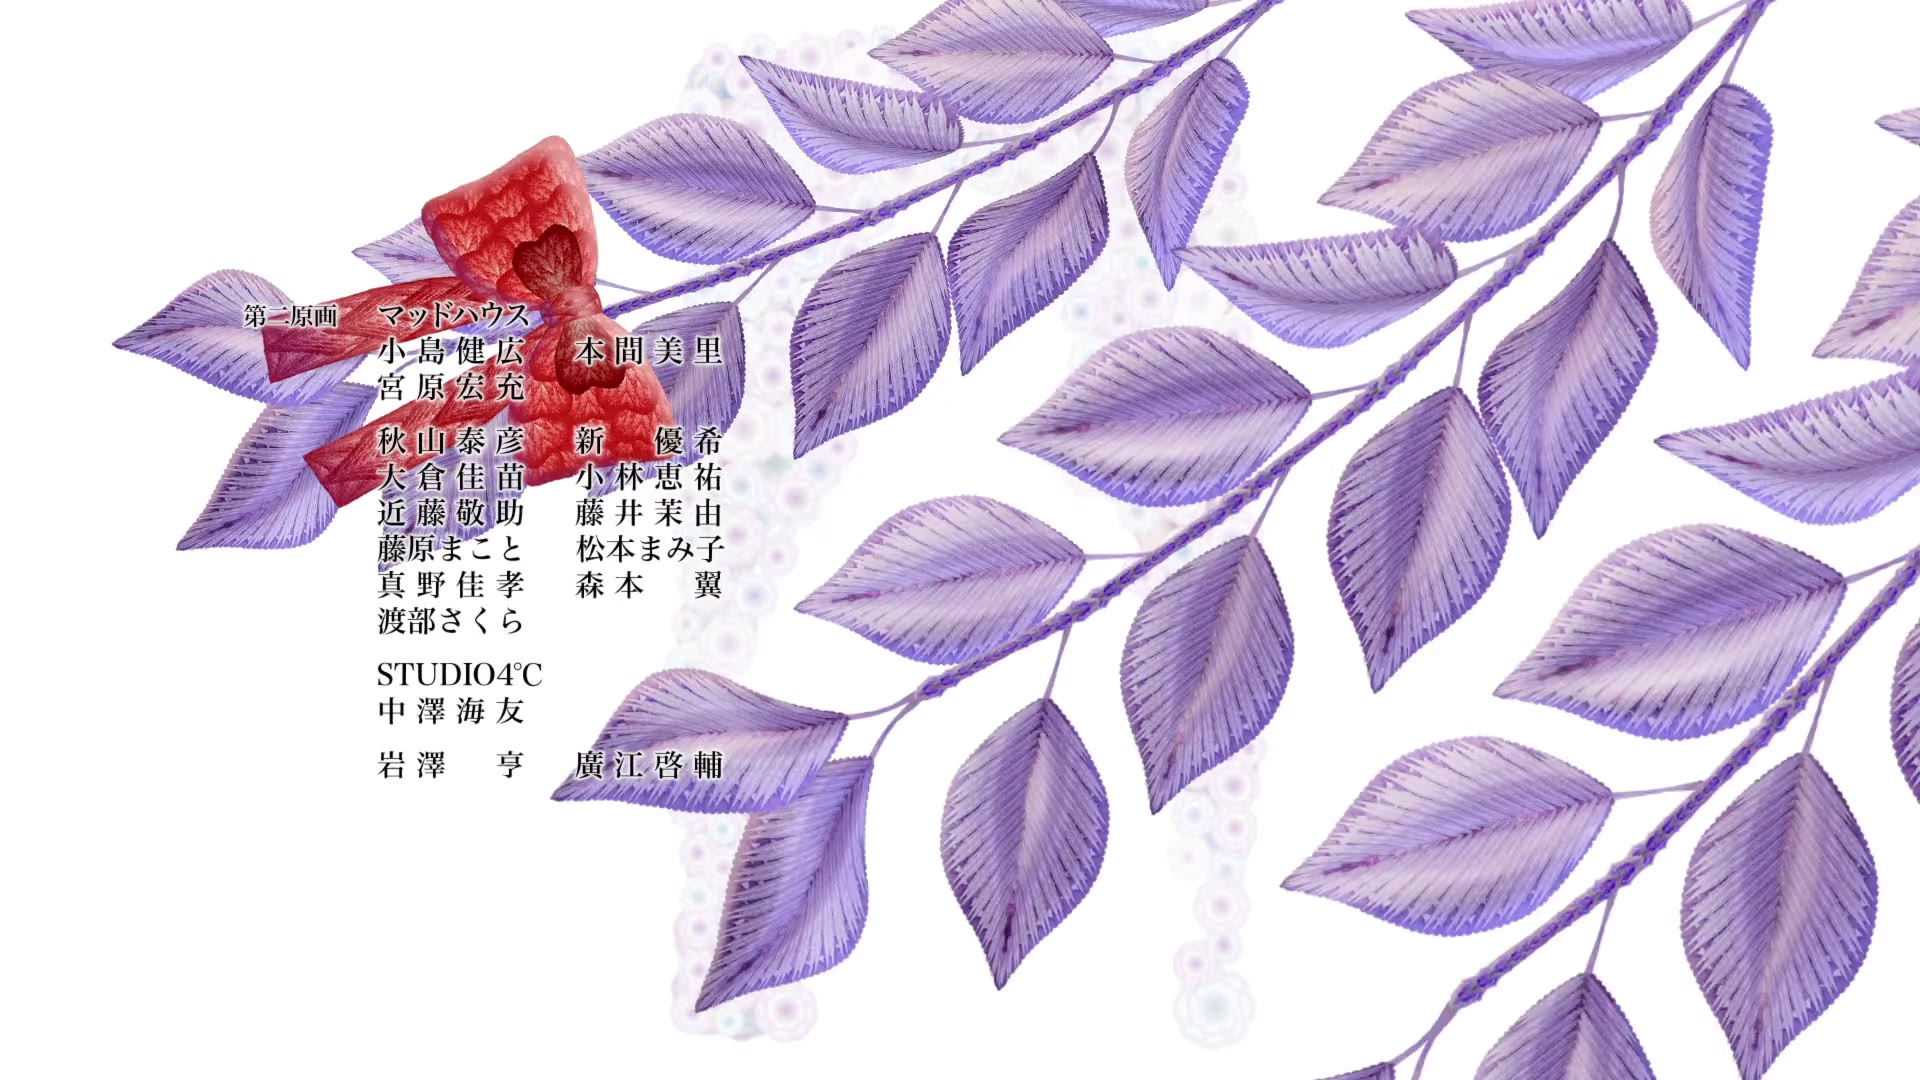 第二原画 マッドハウス
小島健広 本間美里
宮原宏充
秋山泰彦 新優希
大倉佳苗 小林恵祐
近藤敬助 藤井茉由
藤原まこと 松本まみ子
真野佳孝 森本翼
渡部さくら
STUDIO4℃
中澤海友
岩澤亨 廣江啓輔